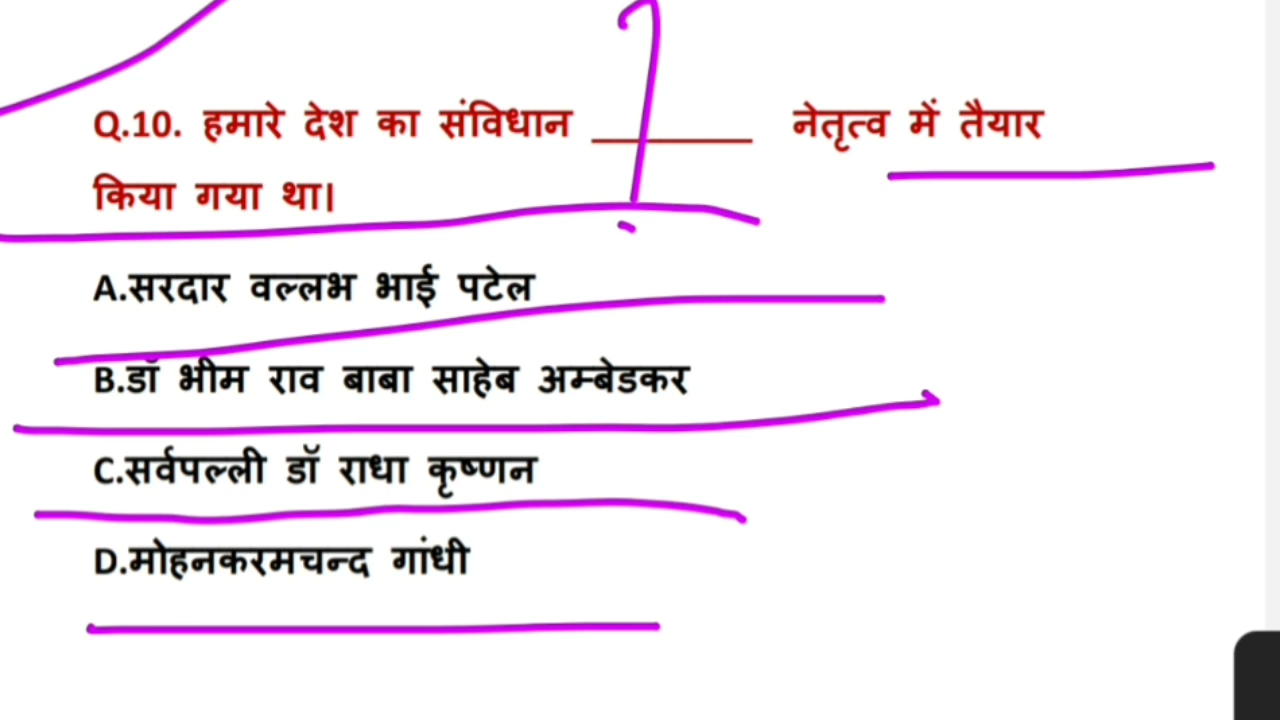 Q.10. हमारे देश का संविधान ________ नेतृत्व में तैयार
किया गया था।
A.सरदार वल्लभ भाई पटेल
B.डॉ भीम राव बाबा साहेब अम्बेडकर
C.सर्वपल्ली डॉ राधा कृष्णन
D.मोहनकरमचन्द गांधी